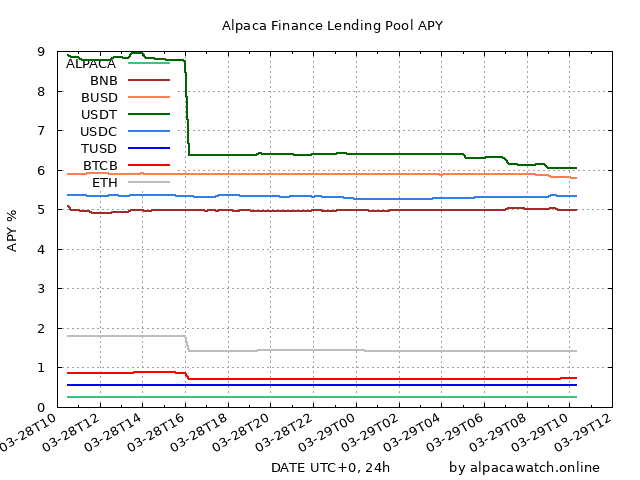 Alpaca Finance Lending Pool APY
9
8
7
6
5
4
3
2
1
0
APY %
ALPACA
BNB
BUSD
USDT
USDC
TUSD
BTCB
ETH
03-28T10
03-28T12
03-28T14
03-28T16
03-28T18
03-28T20
03-28T22
03-29T00
03-29T02
03-29T04
03-29T06
03-29T08
03-29T10
03-29T12
DATE UTC+0, 24h by alpacawatch.online